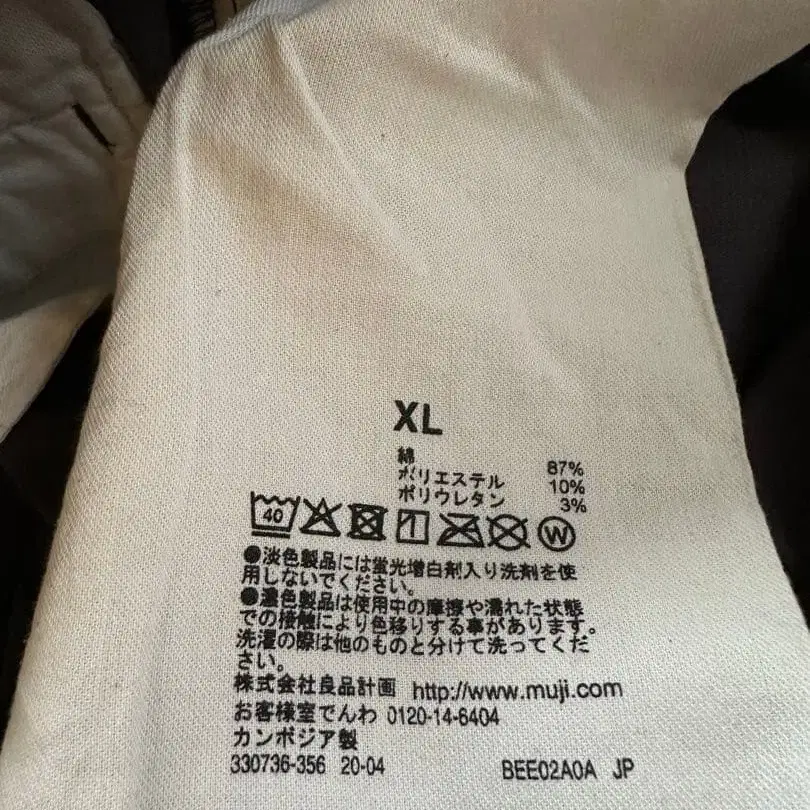 XL
綿 87%
ポリエステル 10%
ポリウレタン 3%
40 W
●淡色製品には蛍光増白剤入り洗剤を使
用しないでください。
●濃色製品は使用中の摩擦や濡れた状態
での接触により色移りする事があります。
洗濯の際は他のものと分けて洗ってくだ
さい。
株式会社良品計画 http://www.muji.com
お客様室でんわ 0120-14-6404
カンボジア製
330736-356 20-04 BEE02A0A JP